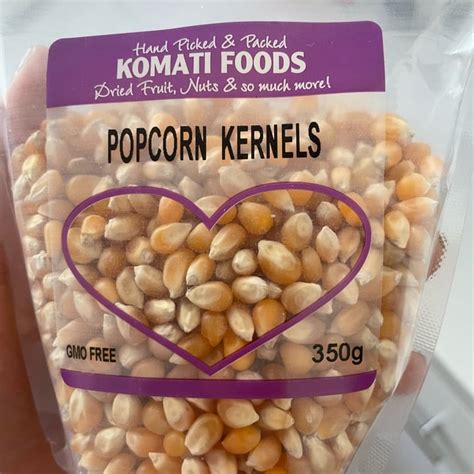 Hand Picked & Packed
KOMATI FOODS
Dried Fruit, Nuts & so much more!
POPCORN KERNELS
GMO FREE
350g